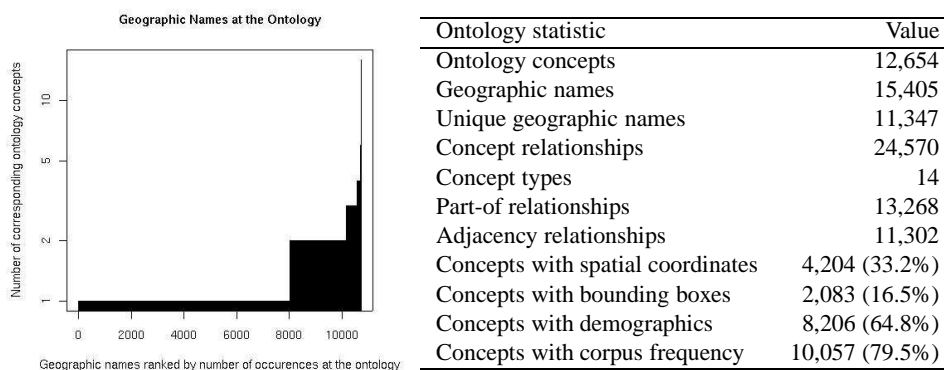 Geographic Names at the Ontology
Number of corresponding ontology concepts
10
5
2
1
0 2000 4000 6000 8000 10000
Geographic names ranked by number of occurences at the ontology
Ontology statistic Value
Ontology concepts 12,654
Geographic names 15,405
Unique geographic names 11,347
Concept relationships 24,570
Concept types 14
Part-of relationships 13,268
Adjacency relationships 11,302
Concepts with spatial coordinates 4,204 (33.2%)
Concepts with bounding boxes 2,083 (16.5%)
Concepts with demographics 8,206 (64.8%)
Concepts with corpus frequency 10,057 (79.5%)